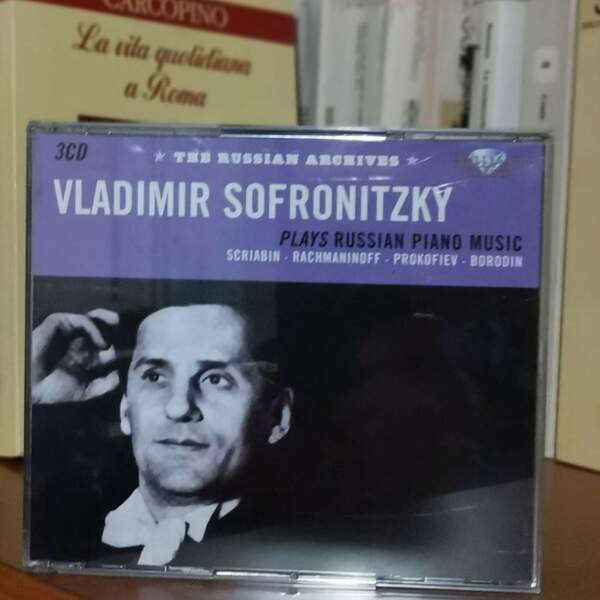 CARCOPINO
La vita quotidiana
a Roma
3CD
★ THE RUSSIAN ARCHIVES ★
VLADIMIR SOFRONITZKY
PLAYS RUSSIAN PIANO MUSIC
SCRIABIN · RACHMANINOFF · PROKOFIEV · BORODIN